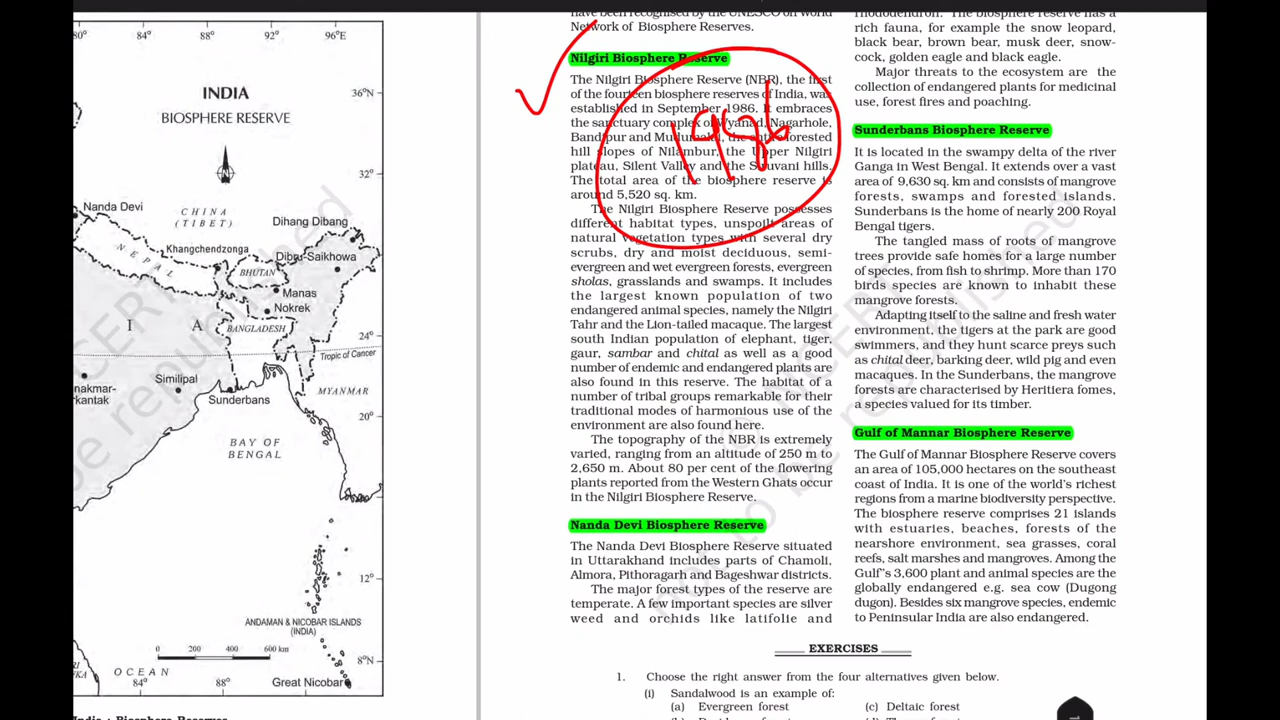 80°
88°
92°
96°E
INDIA
BIOSPHERE RESERVE
36°N
32°
Nanda Devi
CHINA
(TIBET)
Dihang Dibang
Khangchendzonga
NEPAL
Dibru-Saikhowa
BHUTAN
Manas
Nokrek
I A
BANGLADESH
24°
Tropic of Cancer
Similipal
MYANMAR
Sunderbans
20°
BAY OF
BENGAL
12°
ANDAMAN & NICOBAR ISLANDS
(INDIA)
0 200 400 600 km
8°N
OCEAN
84°
88°
Great Nicobar
India : Biosphere Reserves
have been recognised by the UNESCO on World
Network of Biosphere Reserves.
Nilgiri Biosphere Reserve
The Nilgiri Biosphere Reserve (NBR), the first
of the fourteen biosphere reserves of India, was
established in September 1986. It embraces
the sanctuary complex of Wyanad, Nagarhole,
Bandipur and Mudumalai, the entire forested
hill slopes of Nilambur, the Upper Nilgiri
plateau, Silent Valley and the Siruvani hills.
The total area of the biosphere reserve is
around 5,520 sq. km.
1986
The Nilgiri Biosphere Reserve possesses
different habitat types, unspoilt areas of
natural vegetation types with several dry
scrubs, dry and moist deciduous, semi-
evergreen and wet evergreen forests, evergreen
sholas, grasslands and swamps. It includes
the largest known population of two
endangered animal species, namely the Nilgiri
Tahr and the Lion-tailed macaque. The largest
south Indian population of elephant, tiger,
gaur, sambar and chital as well as a good
number of endemic and endangered plants are
also found in this reserve. The habitat of a
number of tribal groups remarkable for their
traditional modes of harmonious use of the
environment are also found here.
The topography of the NBR is extremely
varied, ranging from an altitude of 250 m to
2,650 m. About 80 per cent of the flowering
plants reported from the Western Ghats occur
in the Nilgiri Biosphere Reserve.
Nanda Devi Biosphere Reserve
The Nanda Devi Biosphere Reserve situated
in Uttarakhand includes parts of Chamoli,
Almora, Pithoragarh and Bageshwar districts.
The major forest types of the reserve are
temperate. A few important species are silver
weed and orchids like latifolie and
rhododendron. The biosphere reserve has a
rich fauna, for example the snow leopard,
black bear, brown bear, musk deer, snow-
cock, golden eagle and black eagle.
Major threats to the ecosystem are the
collection of endangered plants for medicinal
use, forest fires and poaching.
Sunderbans Biosphere Reserve
It is located in the swampy delta of the river
Ganga in West Bengal. It extends over a vast
area of 9,630 sq. km and consists of mangrove
forests, swamps and forested islands.
Sunderbans is the home of nearly 200 Royal
Bengal tigers.
The tangled mass of roots of mangrove
trees provide safe homes for a large number
of species, from fish to shrimp. More than 170
birds species are known to inhabit these
mangrove forests.
Adapting itself to the saline and fresh water
environment, the tigers at the park are good
swimmers, and they hunt scarce preys such
as chital deer, barking deer, wild pig and even
macaques. In the Sunderbans, the mangrove
forests are characterised by Heritiera fomes,
a species valued for its timber.
Gulf of Mannar Biosphere Reserve
The Gulf of Mannar Biosphere Reserve covers
an area of 105,000 hectares on the southeast
coast of India. It is one of the world's richest
regions from a marine biodiversity perspective.
The biosphere reserve comprises 21 islands
with estuaries, beaches, forests of the
nearshore environment, sea grasses, coral
reefs, salt marshes and mangroves. Among the
Gulf"s 3,600 plant and animal species are the
globally endangered e.g. sea cow (Dugong
dugon). Besides six mangrove species, endemic
to Peninsular India are also endangered.
EXERCISES
1. Choose the right answer from the four alternatives given below.
(i) Sandalwood is an example of:
(a) Evergreen forest (c) Deltaic forest